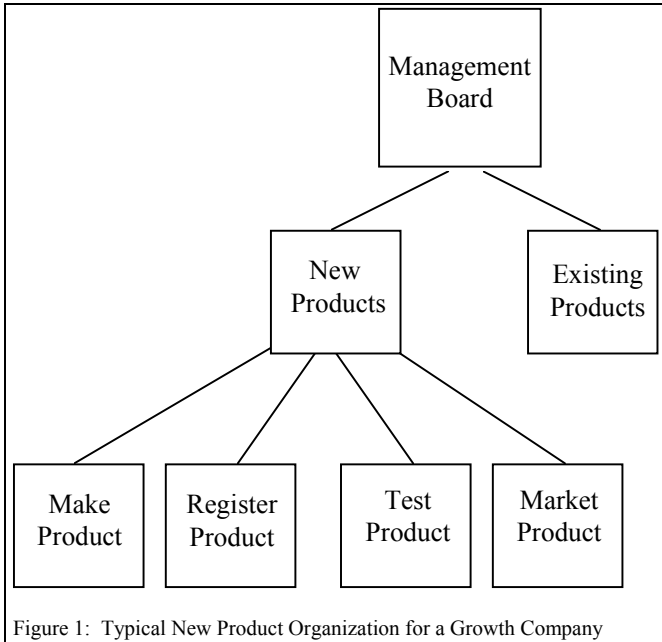 Management
Board
New
Products
Existing
Products
Make
Product
Register
Product
Test
Product
Market
Product
Figure 1:  Typical New Product Organization for a Growth Company